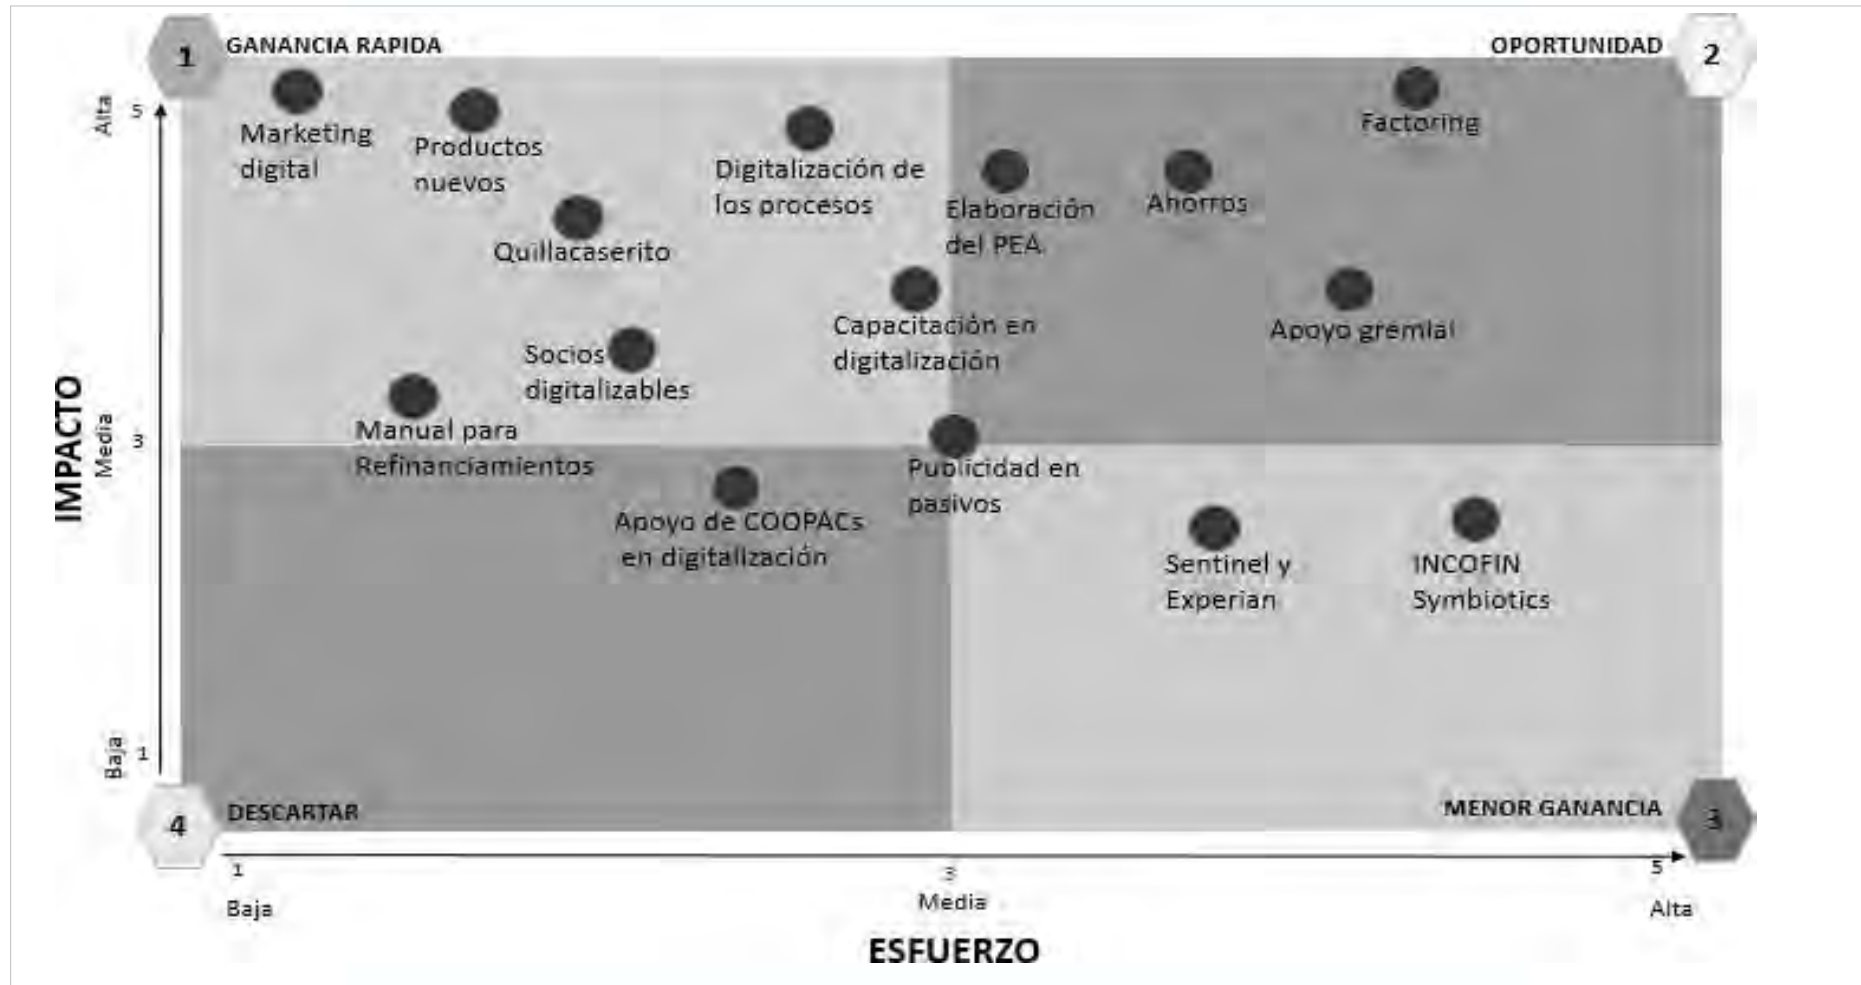 1
GANANCIA RAPIDA
OPORTUNIDAD
2
Alta
5
Marketing
digital
Productos
nuevos
Quillacaserito
Digitalización de
los procesos
Elaboración
del PEA
Ahorros
Factoring
Capacitación en
digitalización
Apoyo gremial
Socios
digitalizables
Manual para
Refinanciamientos
IMPACTO
Media
3
Publicidad en
pasivos
Apoyo de COOPACs
en digitalización
Sentinel y
Experian
INCOFIN
Symbiotics
Baja
1
4
DESCARTAR
MENOR GANANCIA
3
1
3
5
Baja
Media
Alta
ESFUERZO